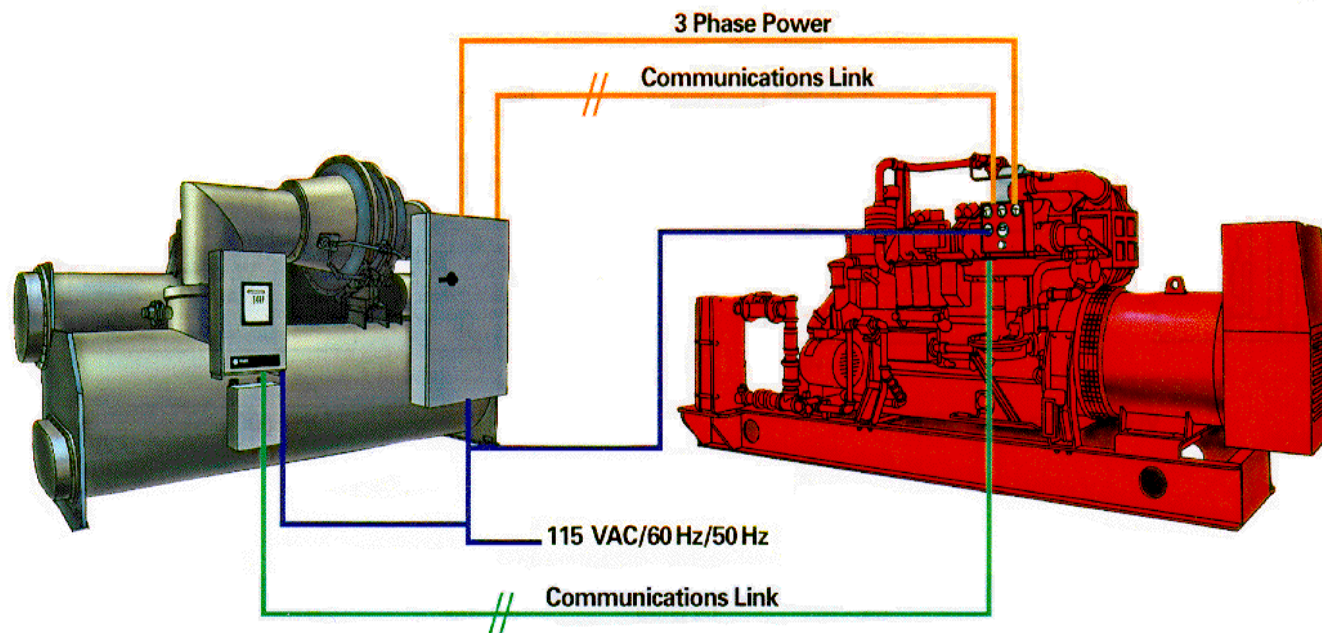 3 Phase Power
Communications Link
115 VAC/60 Hz/50 Hz
Communications Link